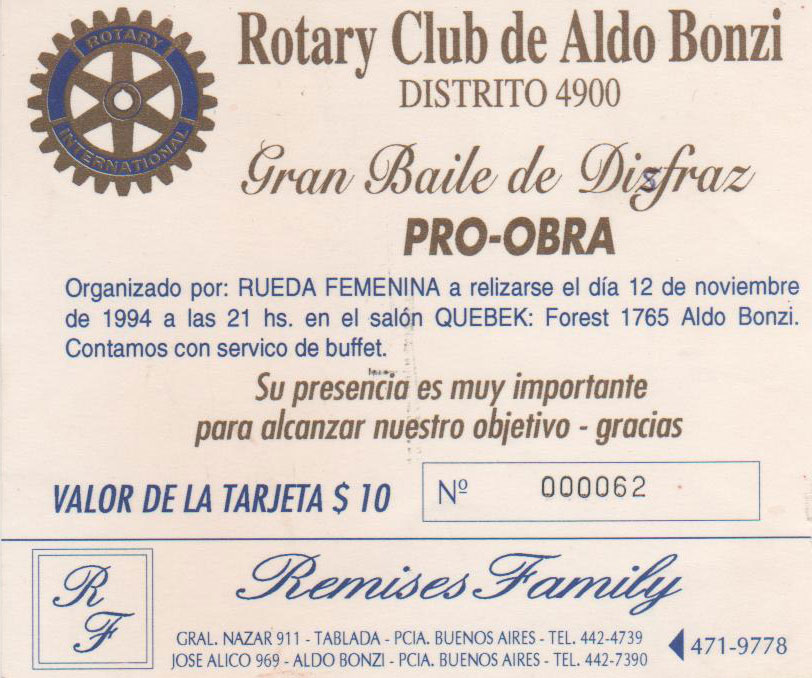 ROTARY
INTERNATIONAL
Rotary Club de Aldo Bonzi
DISTRITO 4900
Gran Baile de Disfraz
PRO-OBRA
Organizado por: RUEDA FEMENINA a relizarse el día 12 de noviembre
de 1994 a las 21 hs. en el salón QUEBEK: Forest 1765 Aldo Bonzi.
Contamos con servico de buffet.
Su presencia es muy importante
para alcanzar nuestro objetivo - gracias
VALOR DE LA TARJETA $ 10
Nº 000062
R
F
Remises Family
GRAL. NAZAR 911 - TABLADA - PCIA. BUENOS AIRES - TEL. 442-4739
JOSE ALICO 969 - ALDO BONZI - PCIA. BUENOS AIRES - TEL. 442-7390
471-9778